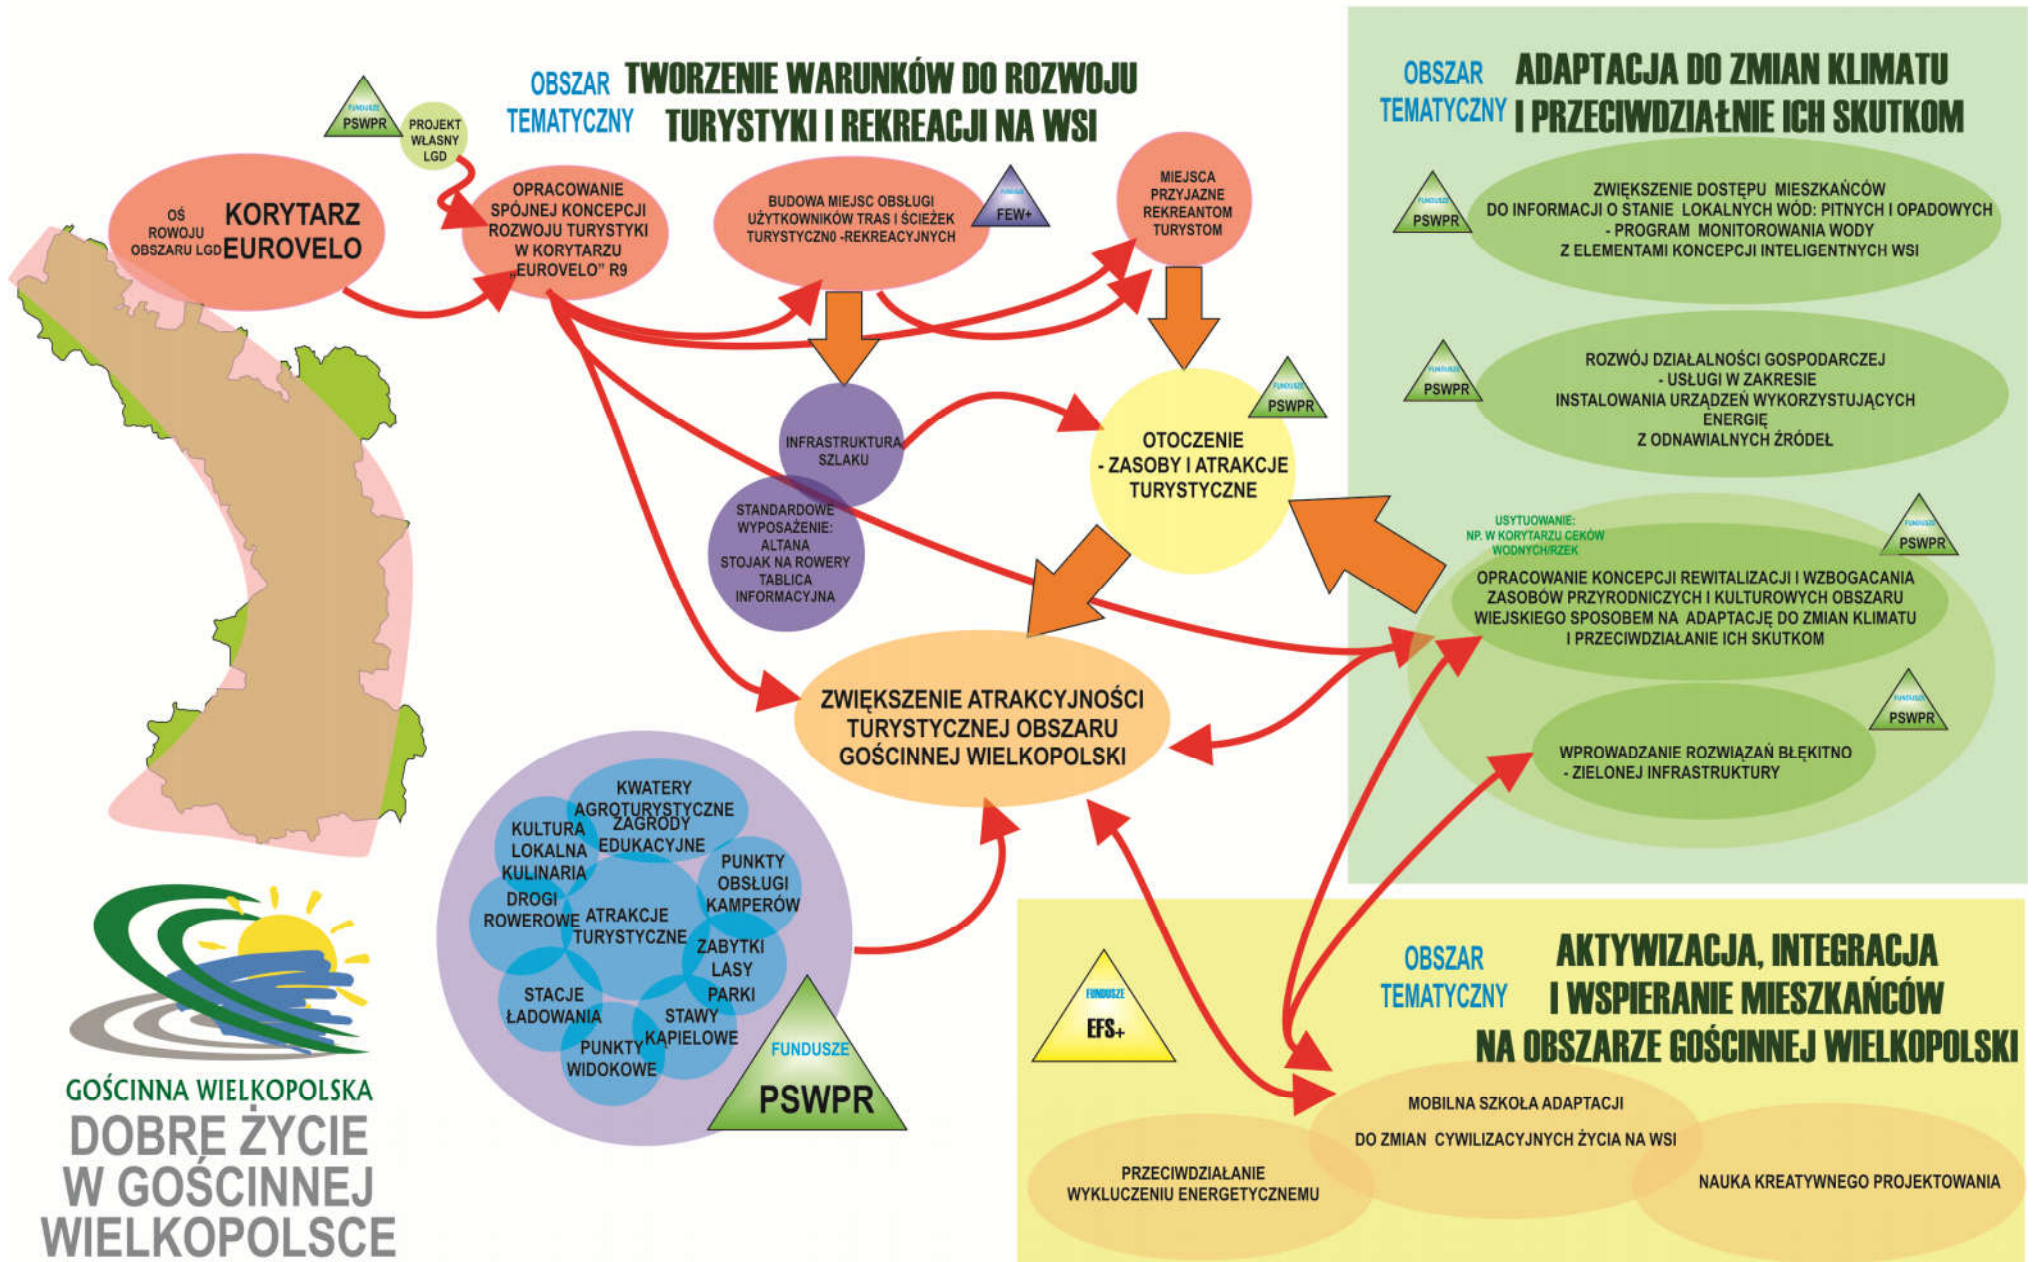 OBSZAR
TEMATYCZNY
TWORZENIE WARUNKÓW DO ROZWOJU
TURYSTYKI I REKREACJI NA WSI
FUNDUSZE
PSWPR
PROJEKT
WŁASNY
LGD
OŚ
ROWOJU
OBSZARU LGD
KORYTARZ
EUROVELO
OPRACOWANIE
SPÓJNEJ KONCEPCJI
ROZWOJU TURYSTYKI
W KORYTARZU
„EUROVELO” R9
BUDOWA MIEJSC OBSŁUGI
UŻYTKOWNIKÓW TRAS I ŚCIEŻEK
TURYSTYCZN0 -REKREACYJNYCH
FUNDUSZE
FEW+
MIEJSCA
PRZYJAZNE
REKREANTOM
TURYSTOM
INFRASTRUKTURA
SZLAKU
STANDARDOWE
WYPOSAŻENIE:
ALTANA
STOJAK NA ROWERY
TABLICA
INFORMACYJNA
FUNDUSZE
PSWPR
OTOCZENIE
- ZASOBY I ATRAKCJE
TURYSTYCZNE
ZWIĘKSZENIE ATRAKCYJNOŚCI
TURYSTYCZNEJ OBSZARU
GOŚCINNEJ WIELKOPOLSKI
KWATERY
AGROTURYSTYCZNE
ZAGRODY
EDUKACYJNE
KULTURA
LOKALNA
KULINARIA
PUNKTY
OBSŁUGI
KAMPERÓW
DROGI
ROWEROWE
ATRAKCJE
TURYSTYCZNE
ZABYTKI
LASY
PARKI
STACJE
ŁADOWANIA
STAWY
KĄPIELOWE
PUNKTY
WIDOKOWE
FUNDUSZE
PSWPR
GOŚCINNA WIELKOPOLSKA
DOBRE ŻYCIE
W GOŚCINNEJ
WIELKOPOLSCE
OBSZAR
TEMATYCZNY
ADAPTACJA DO ZMIAN KLIMATU
I PRZECIWDZIAŁNIE ICH SKUTKOM
FUNDUSZE
PSWPR
ZWIĘKSZENIE DOSTĘPU MIESZKAŃCÓW
DO INFORMACJI O STANIE LOKALNYCH WÓD: PITNYCH I OPADOWYCH
- PROGRAM MONITOROWANIA WODY
Z ELEMENTAMI KONCEPCJI INTELIGENTNYCH WSI
FUNDUSZE
PSWPR
ROZWÓJ DZIAŁALNOŚCI GOSPODARCZEJ
- USŁUGI W ZAKRESIE
INSTALOWANIA URZĄDZEŃ WYKORZYSTUJĄCYCH
ENERGIĘ
Z ODNAWIALNYCH ŹRÓDEŁ
USYTUOWANIE:
NP. W KORYTARZU CEKÓW
WODNYCH/RZEK
FUNDUSZE
PSWPR
OPRACOWANIE KONCEPCJI REWITALIZACJI I WZBOGACANIA
ZASOBÓW PRZYRODNICZYCH I KULTUROWYCH OBSZARU
WIEJSKIEGO SPOSOBEM NA ADAPTACJĘ DO ZMIAN KLIMATU
I PRZECIWDZIAŁANIE ICH SKUTKOM
FUNDUSZE
PSWPR
WPROWADZANIE ROZWIĄZAŃ BŁĘKITNO
- ZIELONEJ INFRASTRUKTURY
FUNDUSZE
EFS+
OBSZAR
TEMATYCZNY
AKTYWIZACJA, INTEGRACJA
I WSPIERANIE MIESZKAŃCÓW
NA OBSZARZE GOŚCINNEJ WIELKOPOLSKI
MOBILNA SZKOŁA ADAPTACJI
DO ZMIAN CYWILIZACYJNYCH ŻYCIA NA WSI
PRZECIWDZIAŁANIE
WYKLUCZENIU ENERGETYCZNEMU
NAUKA KREATYWNEGO PROJEKTOWANIA